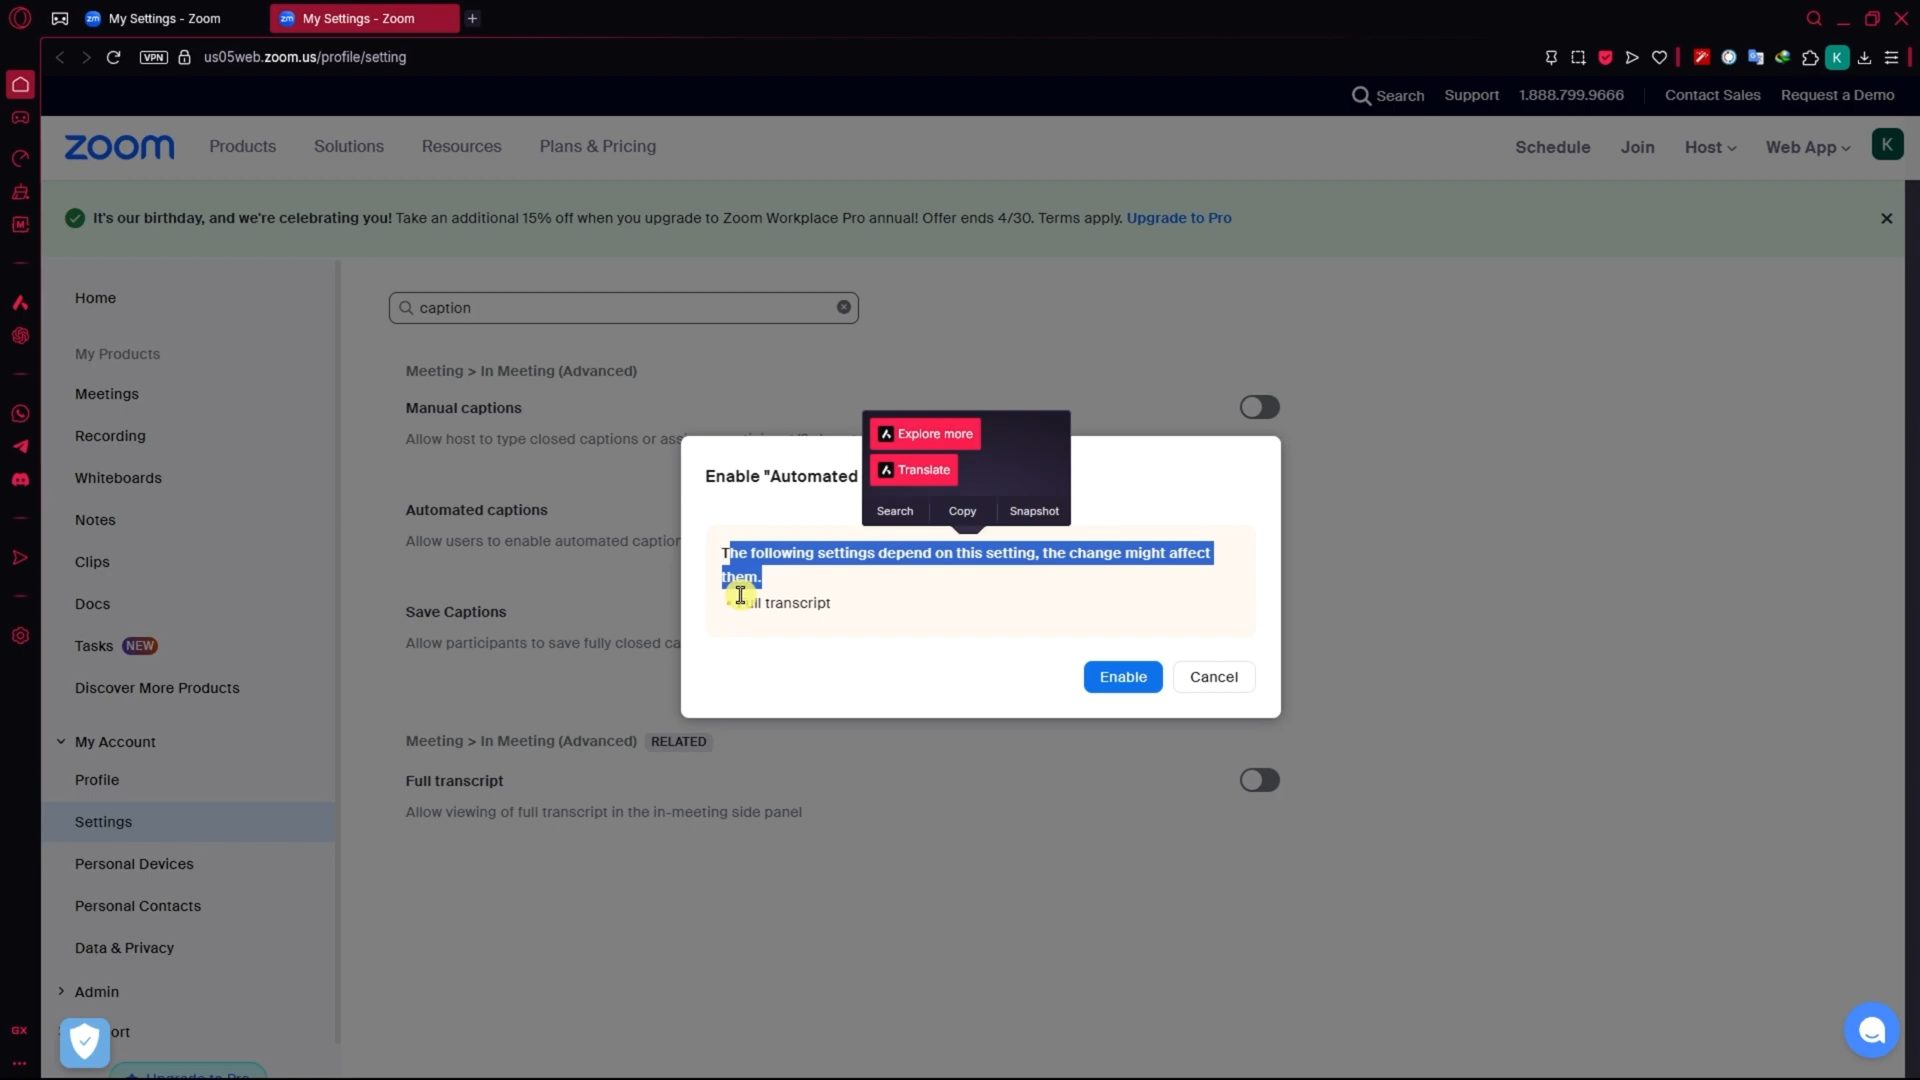 My Settings - Zoom
My Settings - Zoom
VPN
us05web.zoom.us/profile/setting
K
Search
Support
1.888.799.9666
Contact Sales
Request a Demo
zoom
Products
Solutions
Resources
Plans & Pricing
Schedule
Join
Host
Web App
K
It's our birthday, and we're celebrating you! Take an additional 15% off when you upgrade to Zoom Workplace Pro annual! Offer ends 4/30. Terms apply. Upgrade to Pro
Home
My Products
Meetings
Recording
Whiteboards
Notes
Clips
Docs
Tasks NEW
Discover More Products
My Account
Profile
Settings
Personal Devices
Personal Contacts
Data & Privacy
Admin
ort
Upgrade to Pro
GX
caption
Meeting > In Meeting (Advanced)
Manual captions
Allow host to type closed captions or
Automated captions
Allow users to enable automated caption
Save Captions
Allow participants to save fully closed ca
Meeting > In Meeting (Advanced) RELATED
Full transcript
Allow viewing of full transcript in the in-meeting side panel
Enable "Automated
Explore more
Translate
Search
Copy
Snapshot
The following settings depend on this setting, the change might affect
them.
Full transcript
Enable
Cancel